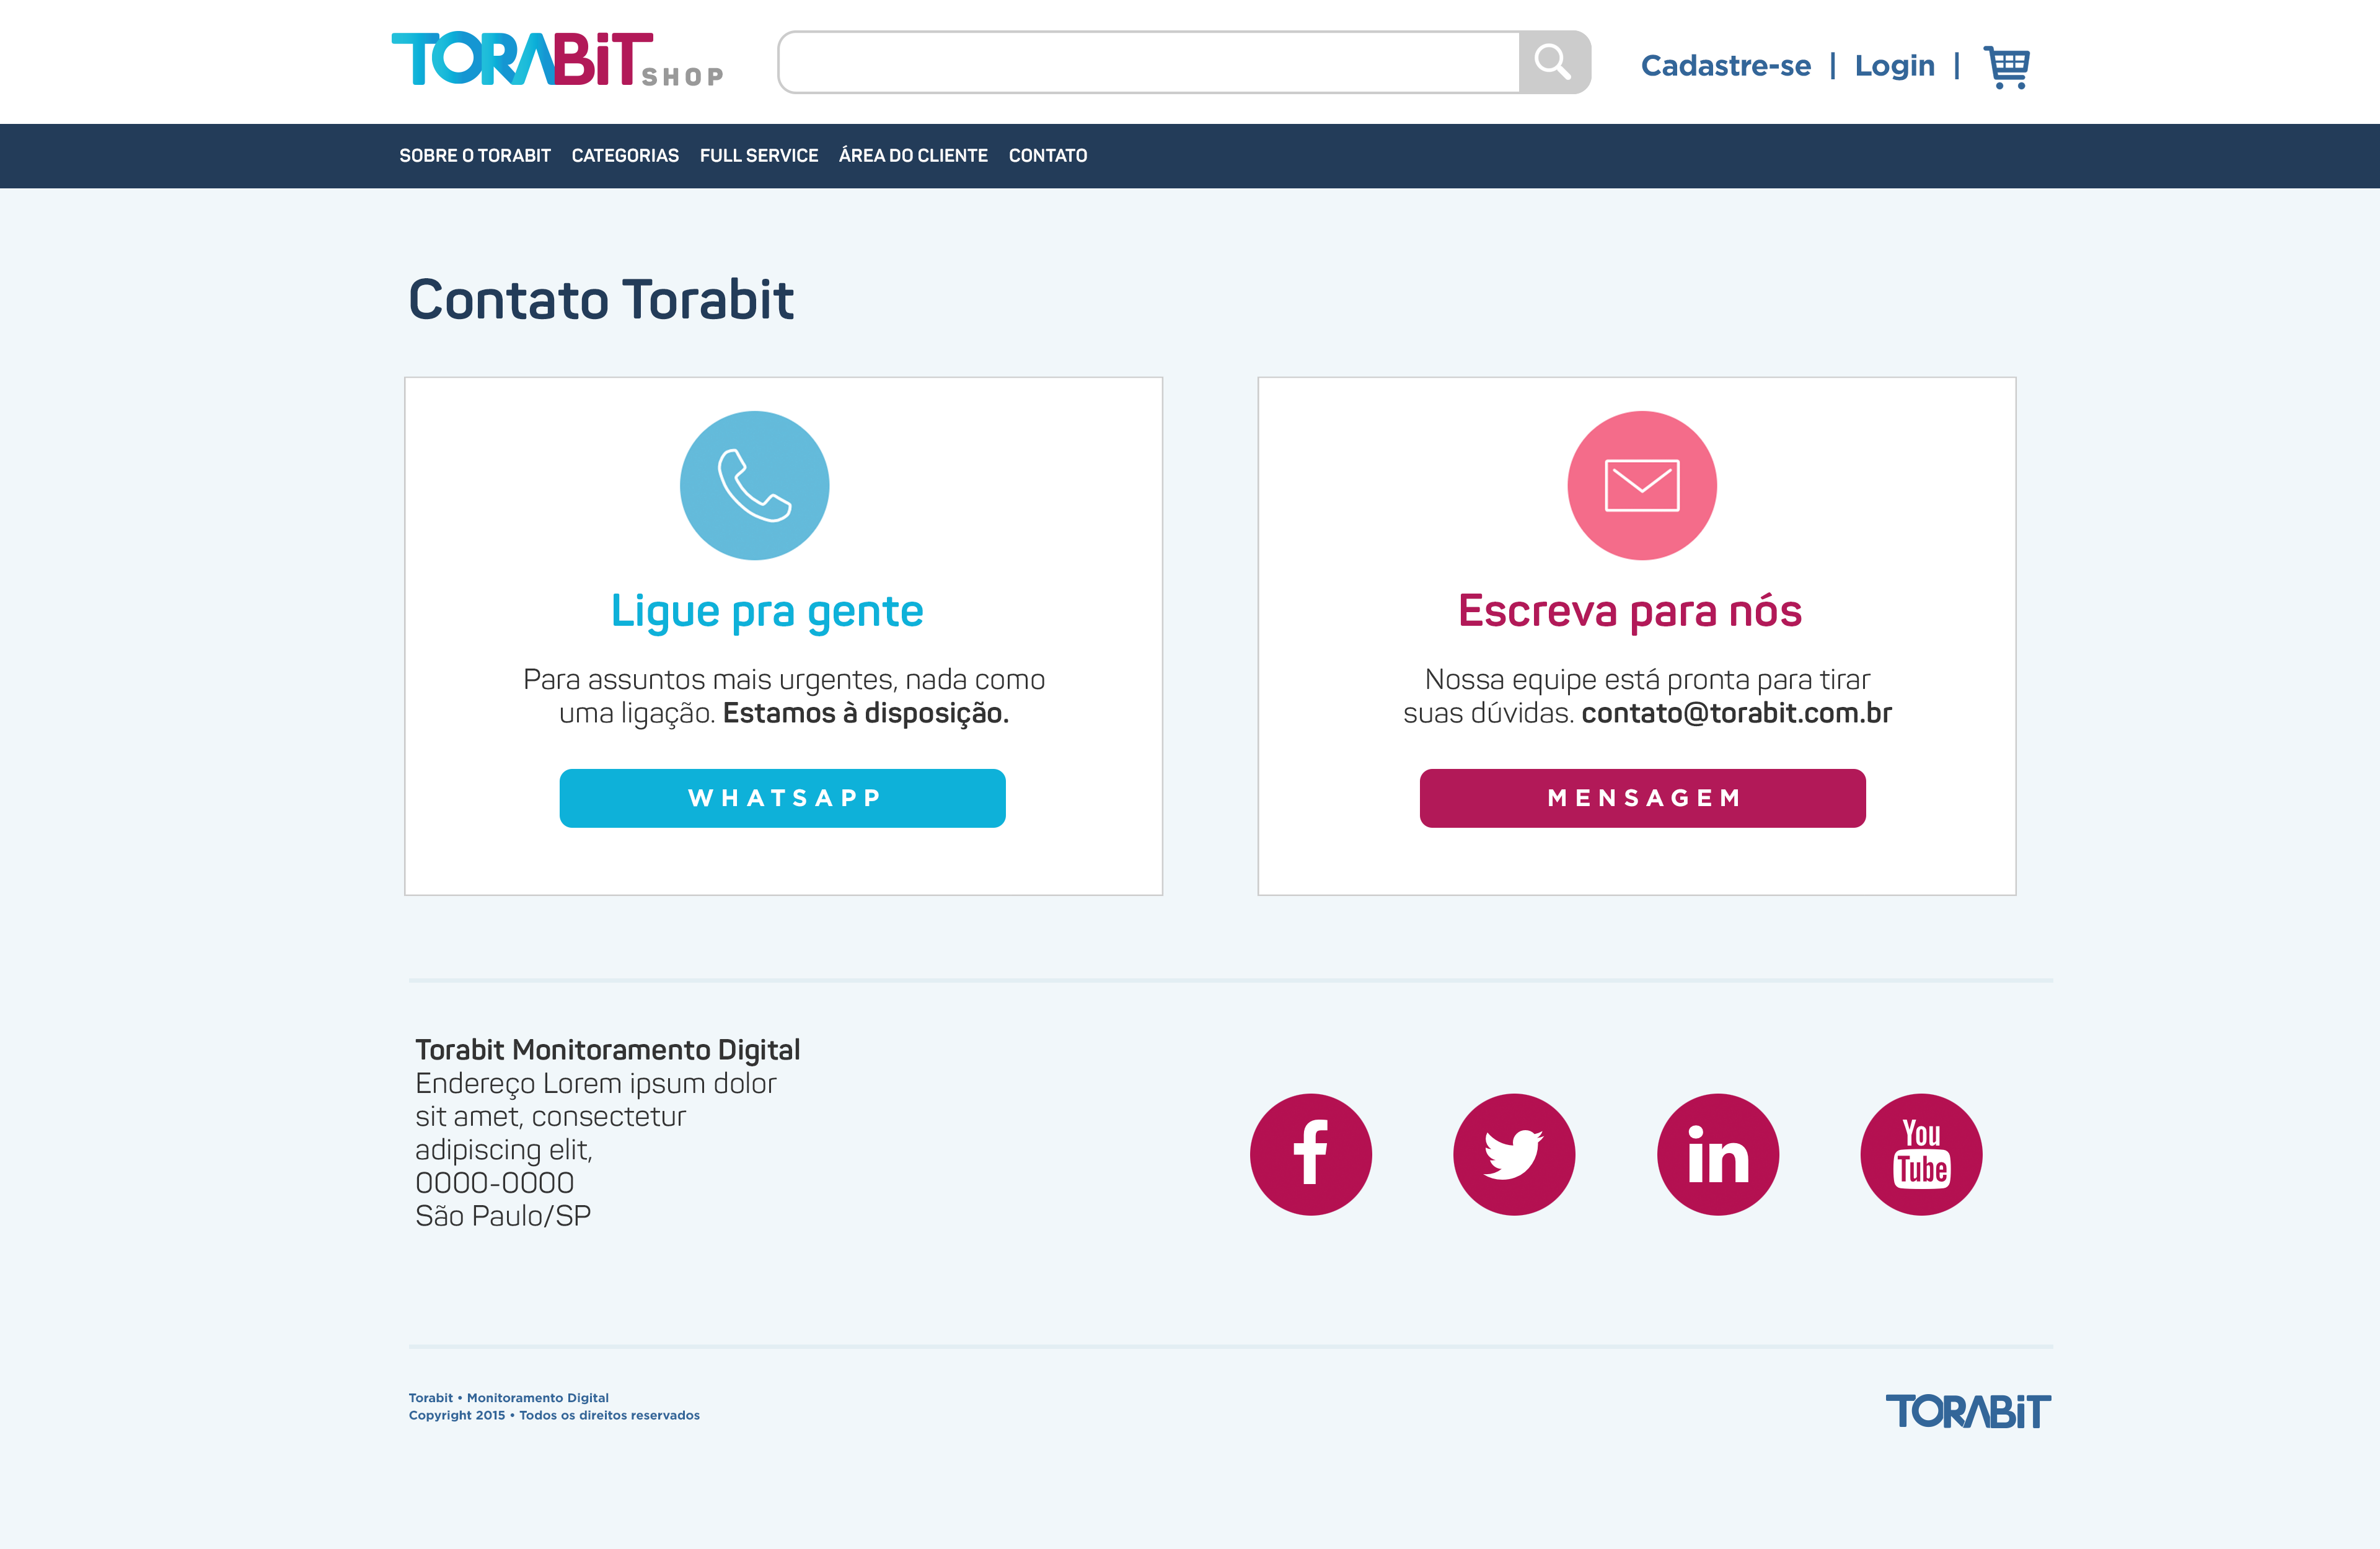 TORABiT SHOP
Cadastre-se | Login |
SOBRE O TORABIT CATEGORIAS FULL SERVICE ÁREA DO CLIENTE CONTATO
Contato Torabit
Ligue pra gente
Para assuntos mais urgentes, nada como
uma ligação. Estamos à disposição.
WHATSAPP
Escreva para nós
Nossa equipe está pronta para tirar
suas dúvidas. contato@torabit.com.br
MENSAGEM
Torabit Monitoramento Digital
Endereço Lorem ipsum dolor
sit amet, consectetur
adipiscing elit,
0000-0000
São Paulo/SP
f
in
You
Tube
Torabit • Monitoramento Digital
Copyright 2015 • Todos os direitos reservados
TORABiT